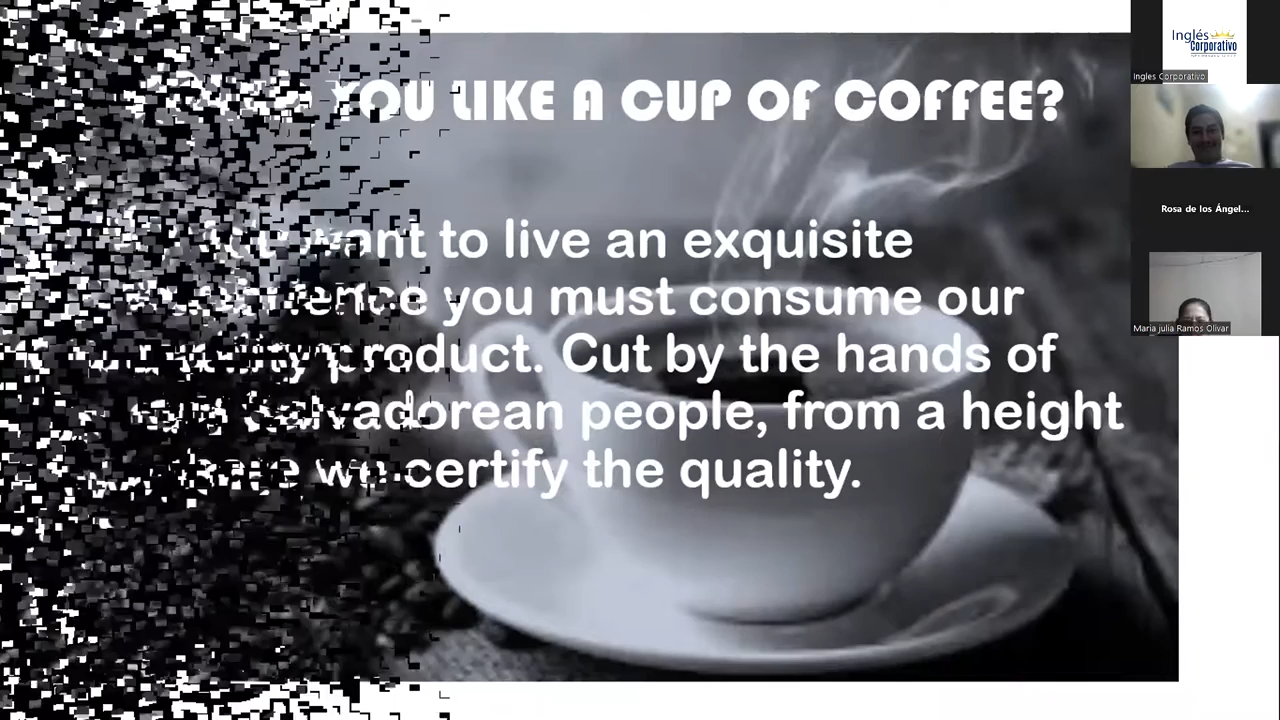 YOU LIKE A CUP OF COFFEE?
want to live an exquisite
you must consume our
product. Cut by the hands of
people, from a height
we certify the quality.
Inglés
Corporativo
Ingles Corporativo
Rosa de los Ángel...
Maria julia Ramos Olivar